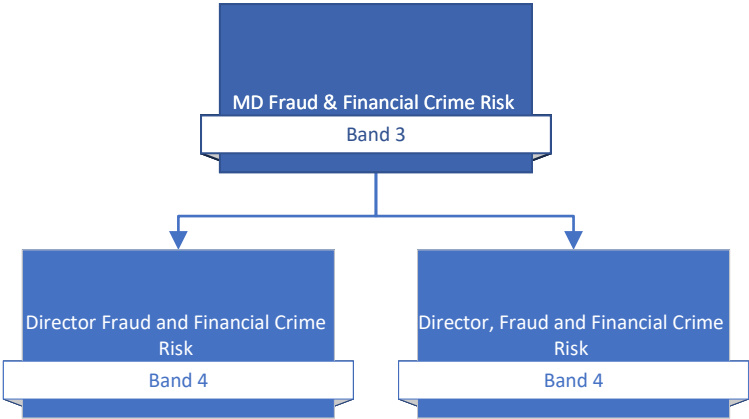 MD Fraud & Financial Crime Risk
Band 3
Director Fraud and Financial Crime
Risk
Band 4
Director, Fraud and Financial Crime
Risk
Band 4